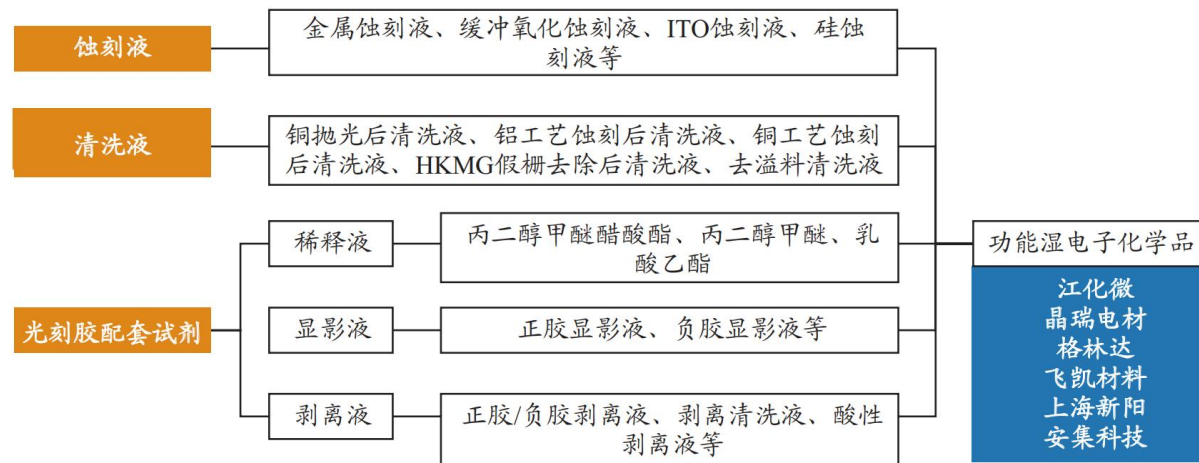 蚀刻液
金属蚀刻液、缓冲氧化蚀刻液、ITO蚀刻液、硅蚀
刻液等
清洗液
铜抛光后清洗液、铝工艺蚀刻后清洗液、铜工艺蚀刻
后清洗液、HKMG假栅去除后清洗液、去溢料清洗液
光刻胶配套试剂
稀释液
丙二醇甲醚醋酸酯、丙二醇甲醚、乳
酸乙酯
显影液
正胶显影液、负胶显影液等
剥离液
正胶/负胶剥离液、剥离清洗液、酸性
剥离液等
功能湿电子化学品
江化微
晶瑞电材
格林达
飞凯材料
上海新阳
安集科技